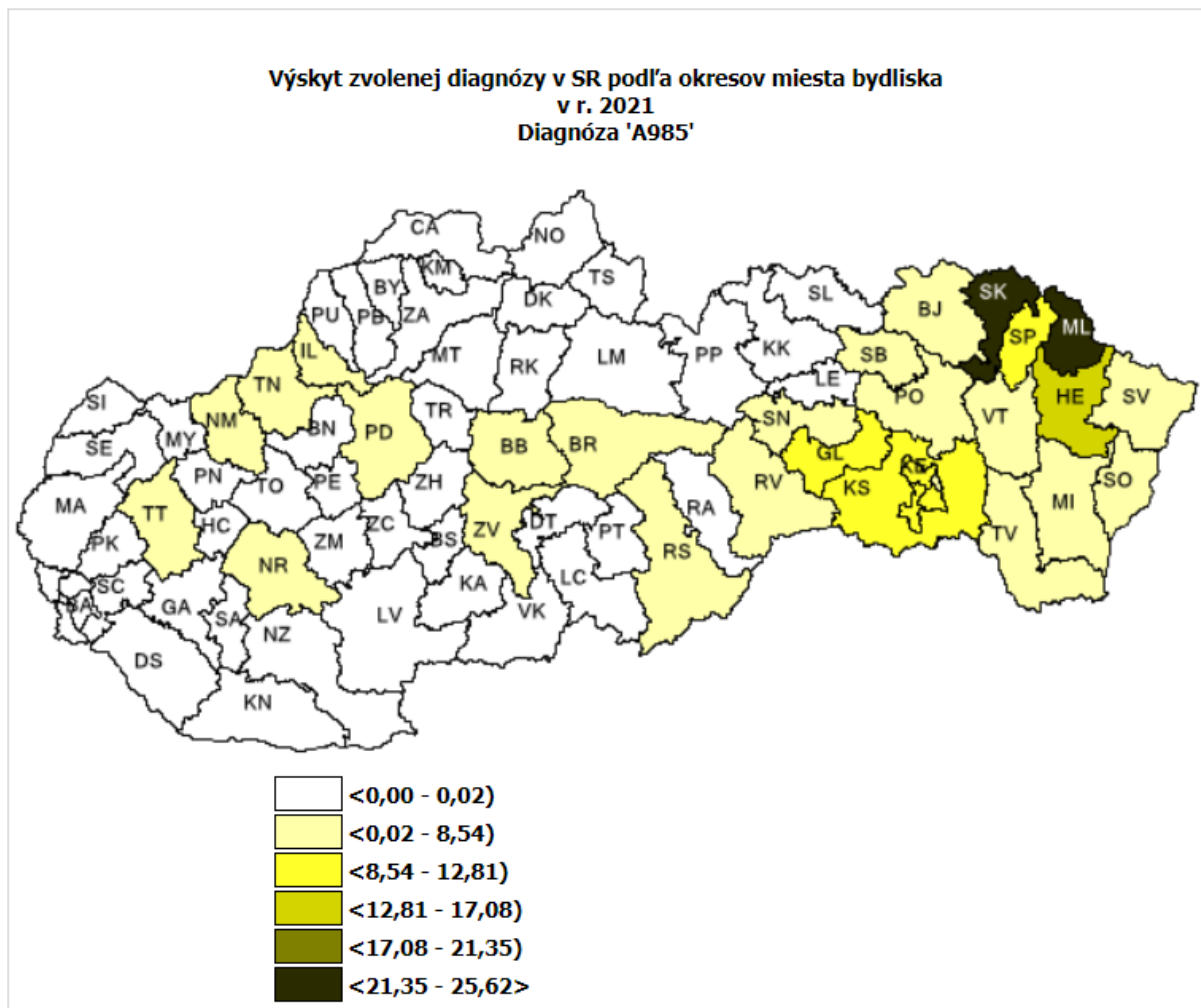 Výskyt zvolenej diagnózy v SR podľa okresov miesta bydliska
v r. 2021
Diagnóza 'A985'
CA
NO
KM
TS
BY
SL
SK
PU
PB
ZA
DK
BJ
SP
ML
IL
MT
RK
LM
PP
KK
SB
TN
LE
HE
SV
SI
NM
BN
PD
TR
SN
PO
VT
SE
MY
BB
BR
GL
KE
PN
TO
PE
ZH
RV
KS
SO
MA
TT
HC
ZM
ZC
ZV
DT
PT
RA
MI
PK
BS
RS
TV
NR
SC
KA
LC
BA
GA
SA
LV
VK
NZ
DS
KN
<0,00 - 0,02)
<0,02 - 8,54)
<8,54 - 12,81)
<12,81 - 17,08)
<17,08 - 21,35)
<21,35 - 25,62>